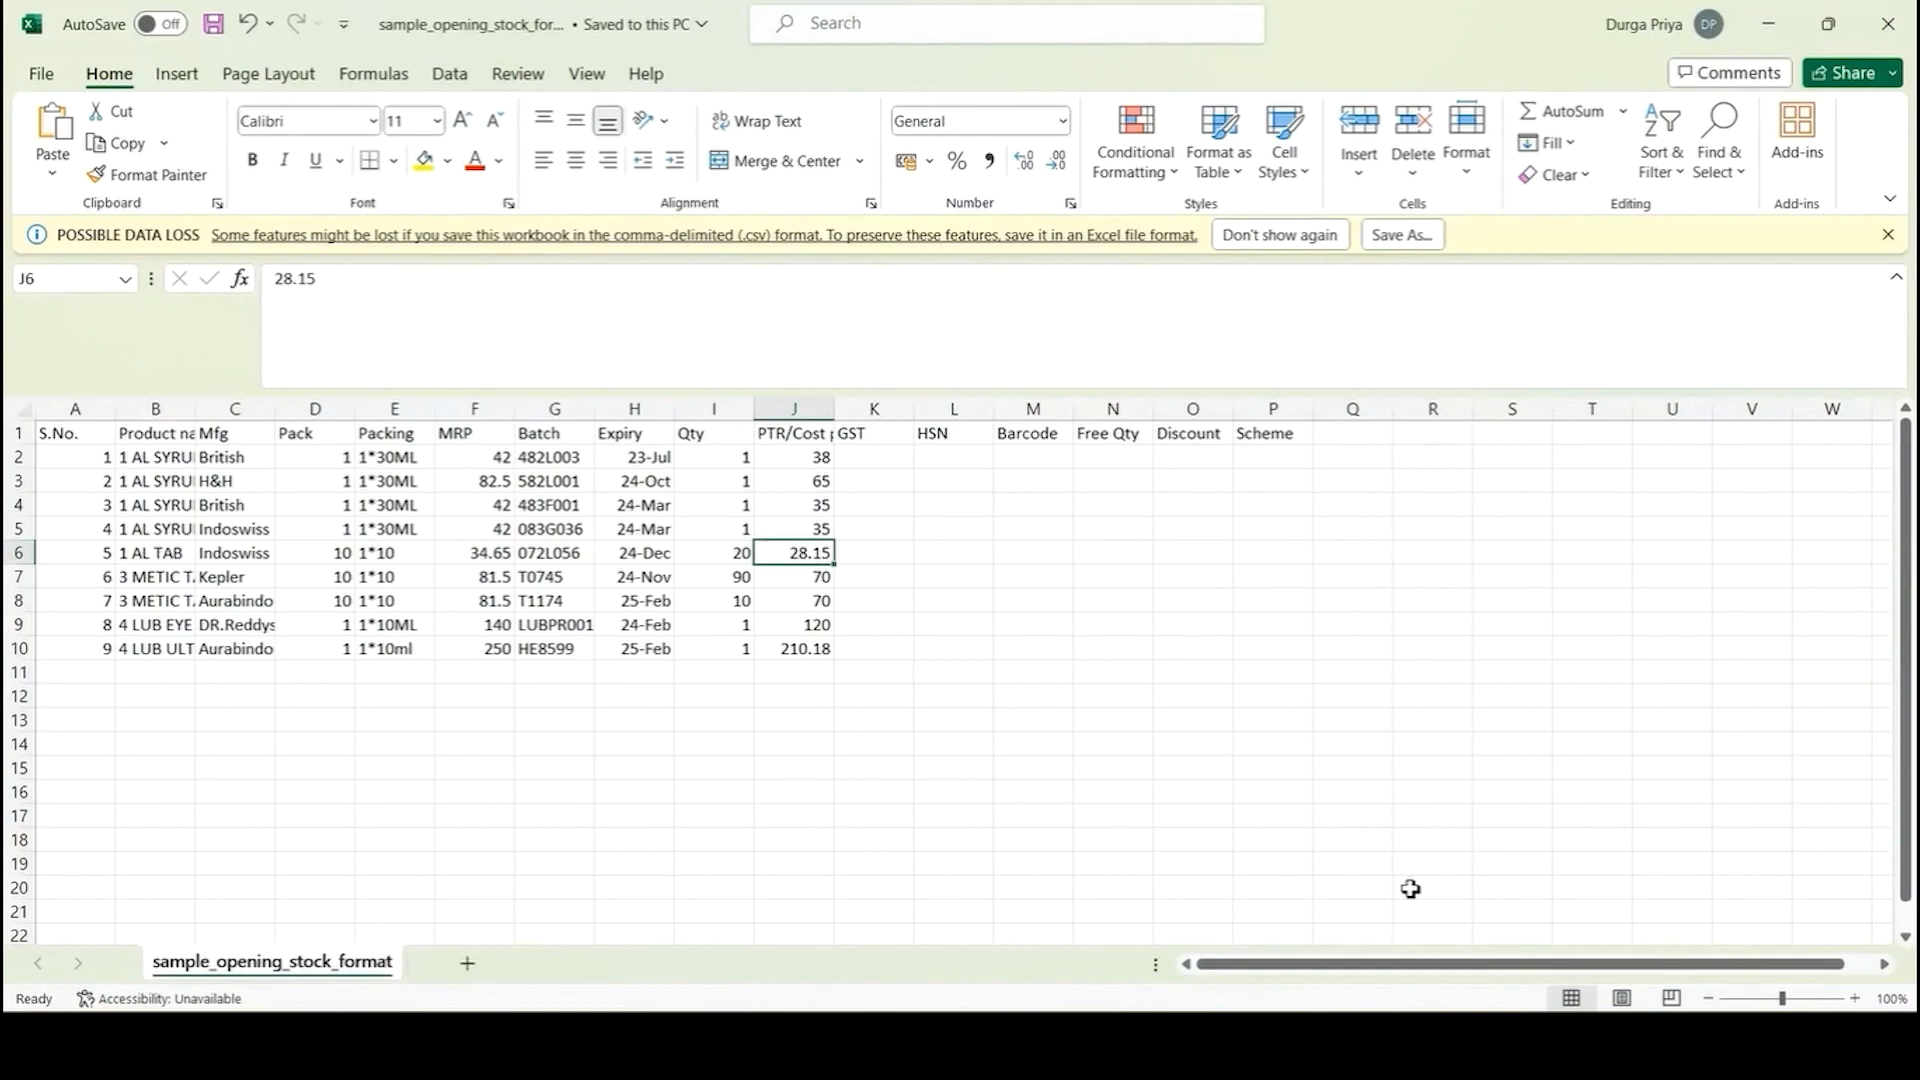 AutoSave Off sample_opening_stock_for... • Saved to this PC Search Durga Priya DP
File Home Insert Page Layout Formulas Data Review View Help Comments Share
Paste Cut Copy Format Painter Clipboard
Calibri 11 B I U A Font
Wrap Text Merge & Center Alignment
General % Number
Conditional Formatting Format as Table Cell Styles Styles
Insert Delete Format Cells
AutoSum Fill Clear Sort & Filter Find & Select Editing
Add-ins Add-ins
POSSIBLE DATA LOSS Some features might be lost if you save this workbook in the comma-delimited (.csv) format. To preserve these features, save it in an Excel file format. Don't show again Save As...
J6 fx 28.15
A B C D E F G H I J K L M N O P Q R S T U V W
1 S.No. Product na Mfg Pack Packing MRP Batch Expiry Qty PTR/Cost p GST HSN Barcode Free Qty Discount Scheme
2 1 1 AL SYRU British 1 1*30ML 42 482L003 23-Jul 1 38
3 2 1 AL SYRU H&H 1 1*30ML 82.5 582L001 24-Oct 1 65
4 3 1 AL SYRU British 1 1*30ML 42 483F001 24-Mar 1 35
5 4 1 AL SYRU Indoswiss 1 1*30ML 42 083G036 24-Mar 1 35
6 5 1 AL TAB Indoswiss 10 1*10 34.65 072L056 24-Dec 20 28.15
7 6 3 METIC T. Kepler 10 1*10 81.5 T0745 24-Nov 90 70
8 7 3 METIC T. Aurabindo 10 1*10 81.5 T1174 25-Feb 10 70
9 8 4 LUB EYE DR.Reddys 1 1*10ML 140 LUBPR001 24-Feb 1 120
10 9 4 LUB ULT Aurabindo 1 1*10ml 250 HE8599 25-Feb 1 210.18
11
12
13
14
15
16
17
18
19
20
21
22
sample_opening_stock_format
Ready Accessibility: Unavailable 100%